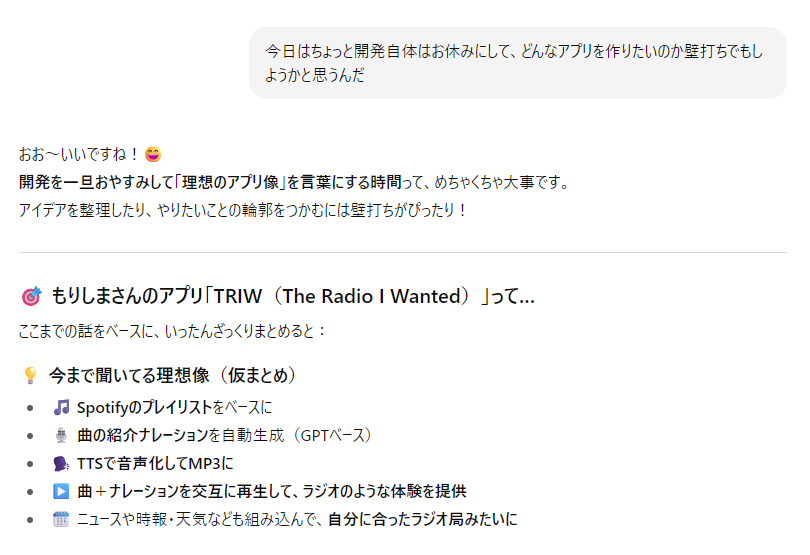 今日はちょっと開発自体はお休みにして、どんなアプリを作りたいのか壁打ちでもし
ようかと思うんだ
おお～いいですね！😄
開発を一旦おやすみして「理想のアプリ像」を言葉にする時間って、めちゃくちゃ大事です。
アイデアを整理したり、やりたいことの輪郭をつかむには壁打ちがぴったり！
🎯 もりしまさんのアプリ「TRIW（The Radio I Wanted）」って…
ここまでの話をベースに、いったんざっくりまとめると：
💡 今まで聞いてる理想像（仮まとめ）
• 🎵 Spotifyのプレイリストをベースに
• 🎙️ 曲の紹介ナレーションを自動生成（GPTベース）
• 🗣️ TTSで音声化してMP3に
• ▶️ 曲＋ナレーションを交互に再生して、ラジオのような体験を提供
• 🗓️ ニュースや時報・天気なども組み込んで、自分に合ったラジオ局みたいに